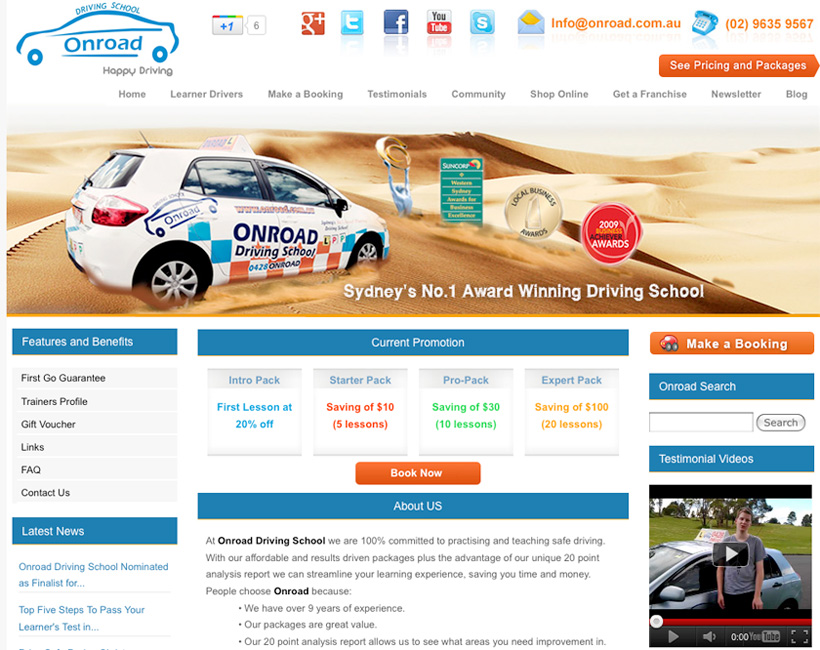 DRIVING SCHOOL
Onroad
Happy Driving
+1 6
g+ t f You Tube S
Info@onroad.com.au
(02) 9635 9567
See Pricing and Packages
Home Learner Drivers Make a Booking Testimonials Community Shop Online Get a Franchise Newsletter Blog
L
Onroad
www.onroad.com.au
ONROAD
Driving School
0428 ONROAD
L P P
SUNCORP
Western
Sydney
Awards for
Business
Excellence
LOCAL BUSINESS
AWARDS
2009
BUSINESS
ACHIEVER
AWARDS
Sydney's No.1 Award Winning Driving School
Features and Benefits
First Go Guarantee
Trainers Profile
Gift Voucher
Links
FAQ
Contact Us
Latest News
Onroad Driving School Nominated
as Finalist for...
Top Five Steps To Pass Your
Learner's Test in...
Current Promotion
Intro Pack
First Lesson at
20% off
Starter Pack
Saving of $10
(5 lessons)
Pro-Pack
Saving of $30
(10 lessons)
Expert Pack
Saving of $100
(20 lessons)
Book Now
About US
At Onroad Driving School we are 100% committed to practising and teaching safe driving.
With our affordable and results driven packages plus the advantage of our unique 20 point
analysis report we can streamline your learning experience, saving you time and money.
People choose Onroad because:
• We have over 9 years of experience.
• Our packages are great value.
• Our 20 point analysis report allows us to see what areas you need improvement in.
Make a Booking
Onroad Search
Search
Testimonial Videos
0:00 YouTube